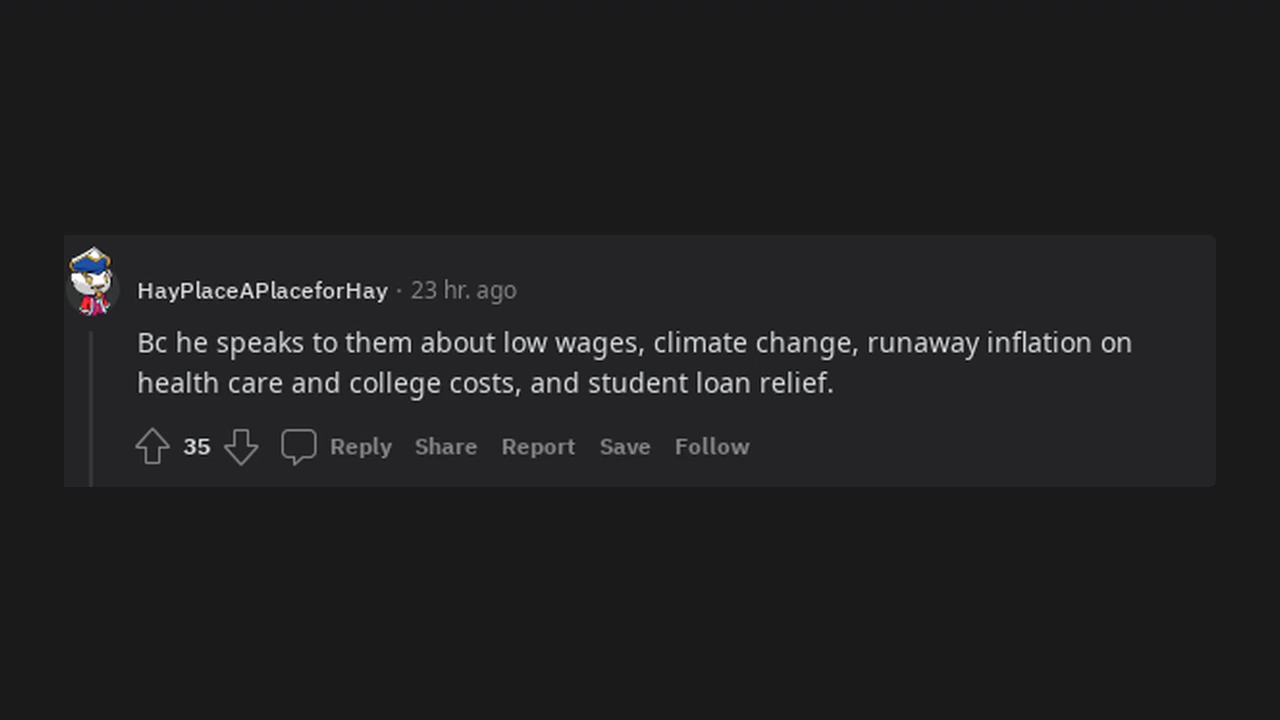 HayPlaceAPlaceforHay · 23 hr. ago
Bc he speaks to them about low wages, climate change, runaway inflation on
health care and college costs, and student loan relief.
35 Reply Share Report Save Follow